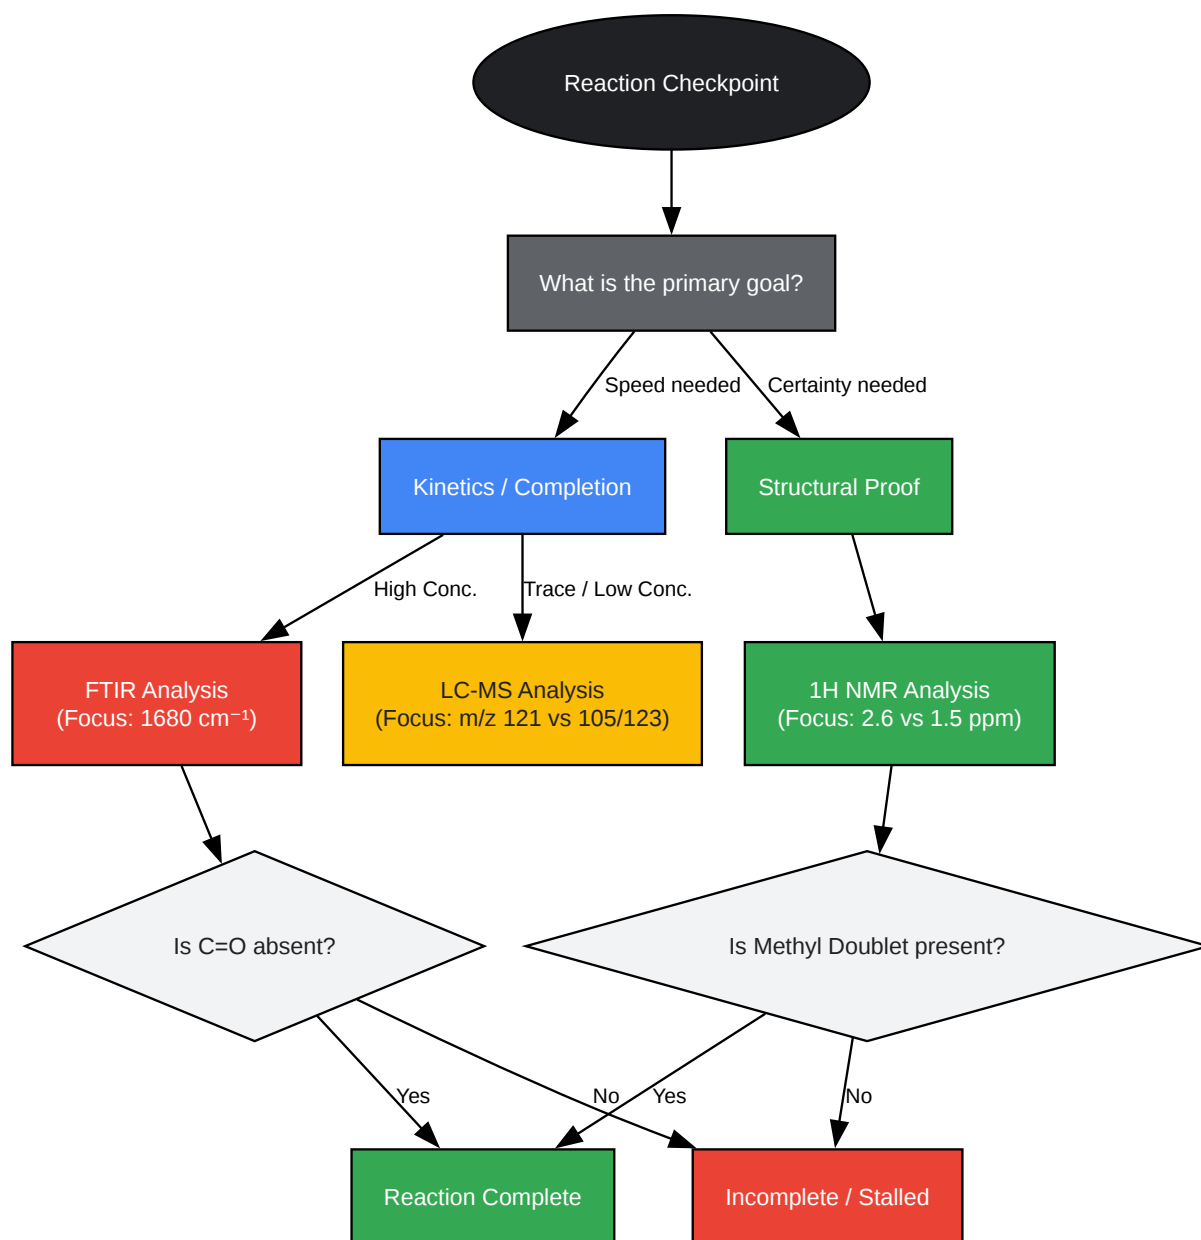 Reaction Checkpoint
What is the primary goal?
Speed needed
Certainty needed
Kinetics / Completion
Structural Proof
High Conc.
Trace / Low Conc.
FTIR Analysis
(Focus: 1680 cm⁻¹)
LC-MS Analysis
(Focus: m/z 121 vs 105/123)
1H NMR Analysis
(Focus: 2.6 vs 1.5 ppm)
Is C=O absent?
Is Methyl Doublet present?
Yes
No
Yes
No
Reaction Complete
Incomplete / Stalled